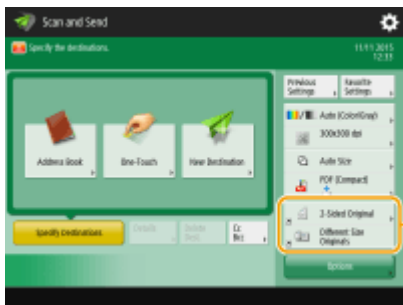 Scan and Send
Specify the destinations.
11/11 2015
12:33
Previous Settings
Favorite Settings
Address Book
One-Touch
New Destination
Auto (Color/Gray)
300x300 dpi
Auto Size
PDF (Compact)
2-Sided Original
Different Size Originals
Specify Destinations
Details
Delete Dest.
Cc Bcc
Options